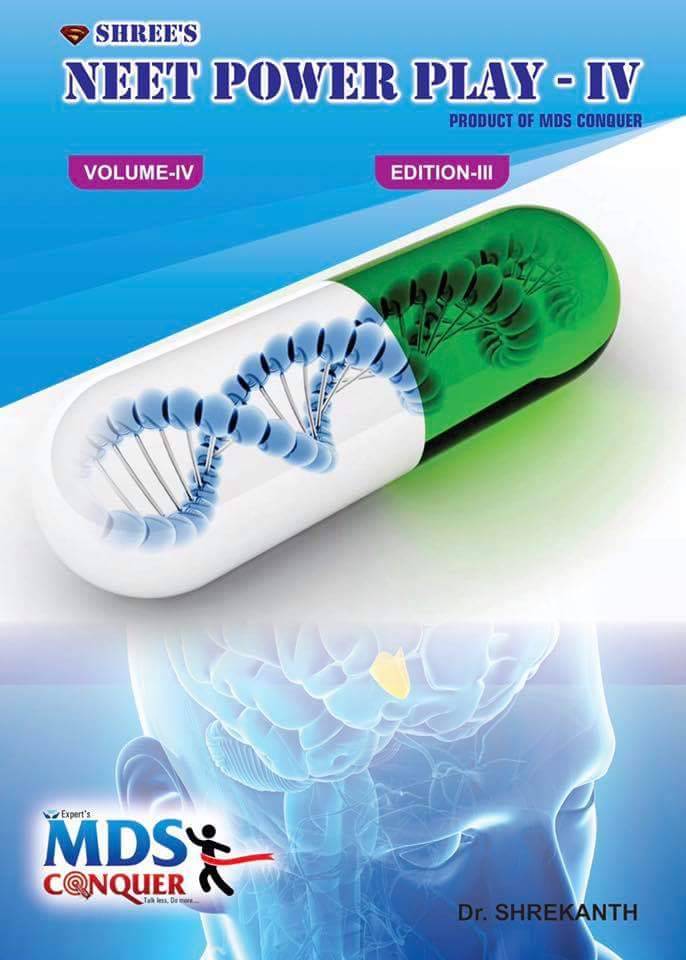 SHREE'S
NEET POWER PLAY - IV
PRODUCT OF MDS CONQUER
VOLUME-IV
EDITION-III
Expert's
MDS
CONQUER
Talk less, Do more....
Dr. SHREKANTH